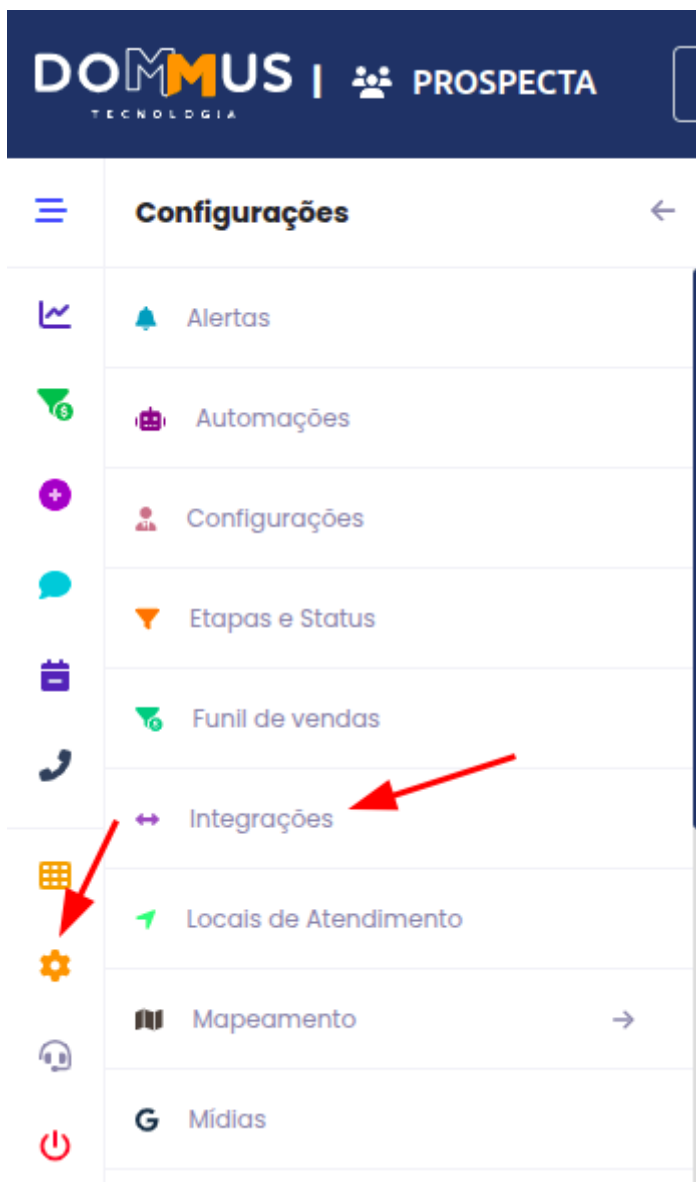 DOMMUS | PROSPECTA
TECNOLOGIA
Configurações
Alertas
Automações
Configurações
Etapas e Status
Funil de vendas
Integrações
Locais de Atendimento
Mapeamento
Mídias